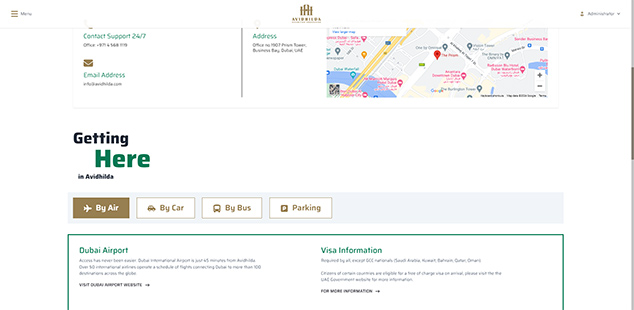 Menu
AVIDHILDA
Administrator
Contact Support 24/7
Office: +971 4 568 1119
Email Address
info@avidhilda.com
Address
Office no 1907 Prism Tower,
Business Bay, Dubai, UAE
The Prism
The Burlington Tower
Getting
Here
in Avidhilda
By Air
By Car
By Bus
Parking
Dubai Airport
Access has never been easier. Dubai International Airport is just 45 minutes from Avidhilda.
Over 50 international airlines operate a schedule of flights connecting Dubai to more than 100
destinations across the globe.
VISIT DUBAI AIRPORT WEBSITE
Visa Information
Required by all except GCC nationals (Saudi Arabia, Kuwait, Bahrain, Qatar, Oman).
Citizens of certain countries are eligible for a free of charge visa on arrival, please visit the the
UAE Government website for more information.
FOR MORE INFORMATION